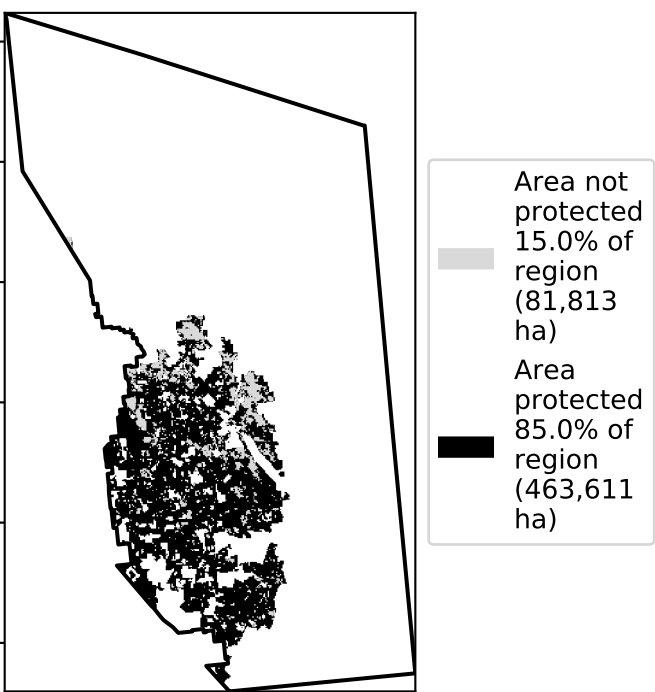 Area not
protected
15.0% of
region
(81,813
ha)
Area
protected
85.0% of
region
(463,611
ha)